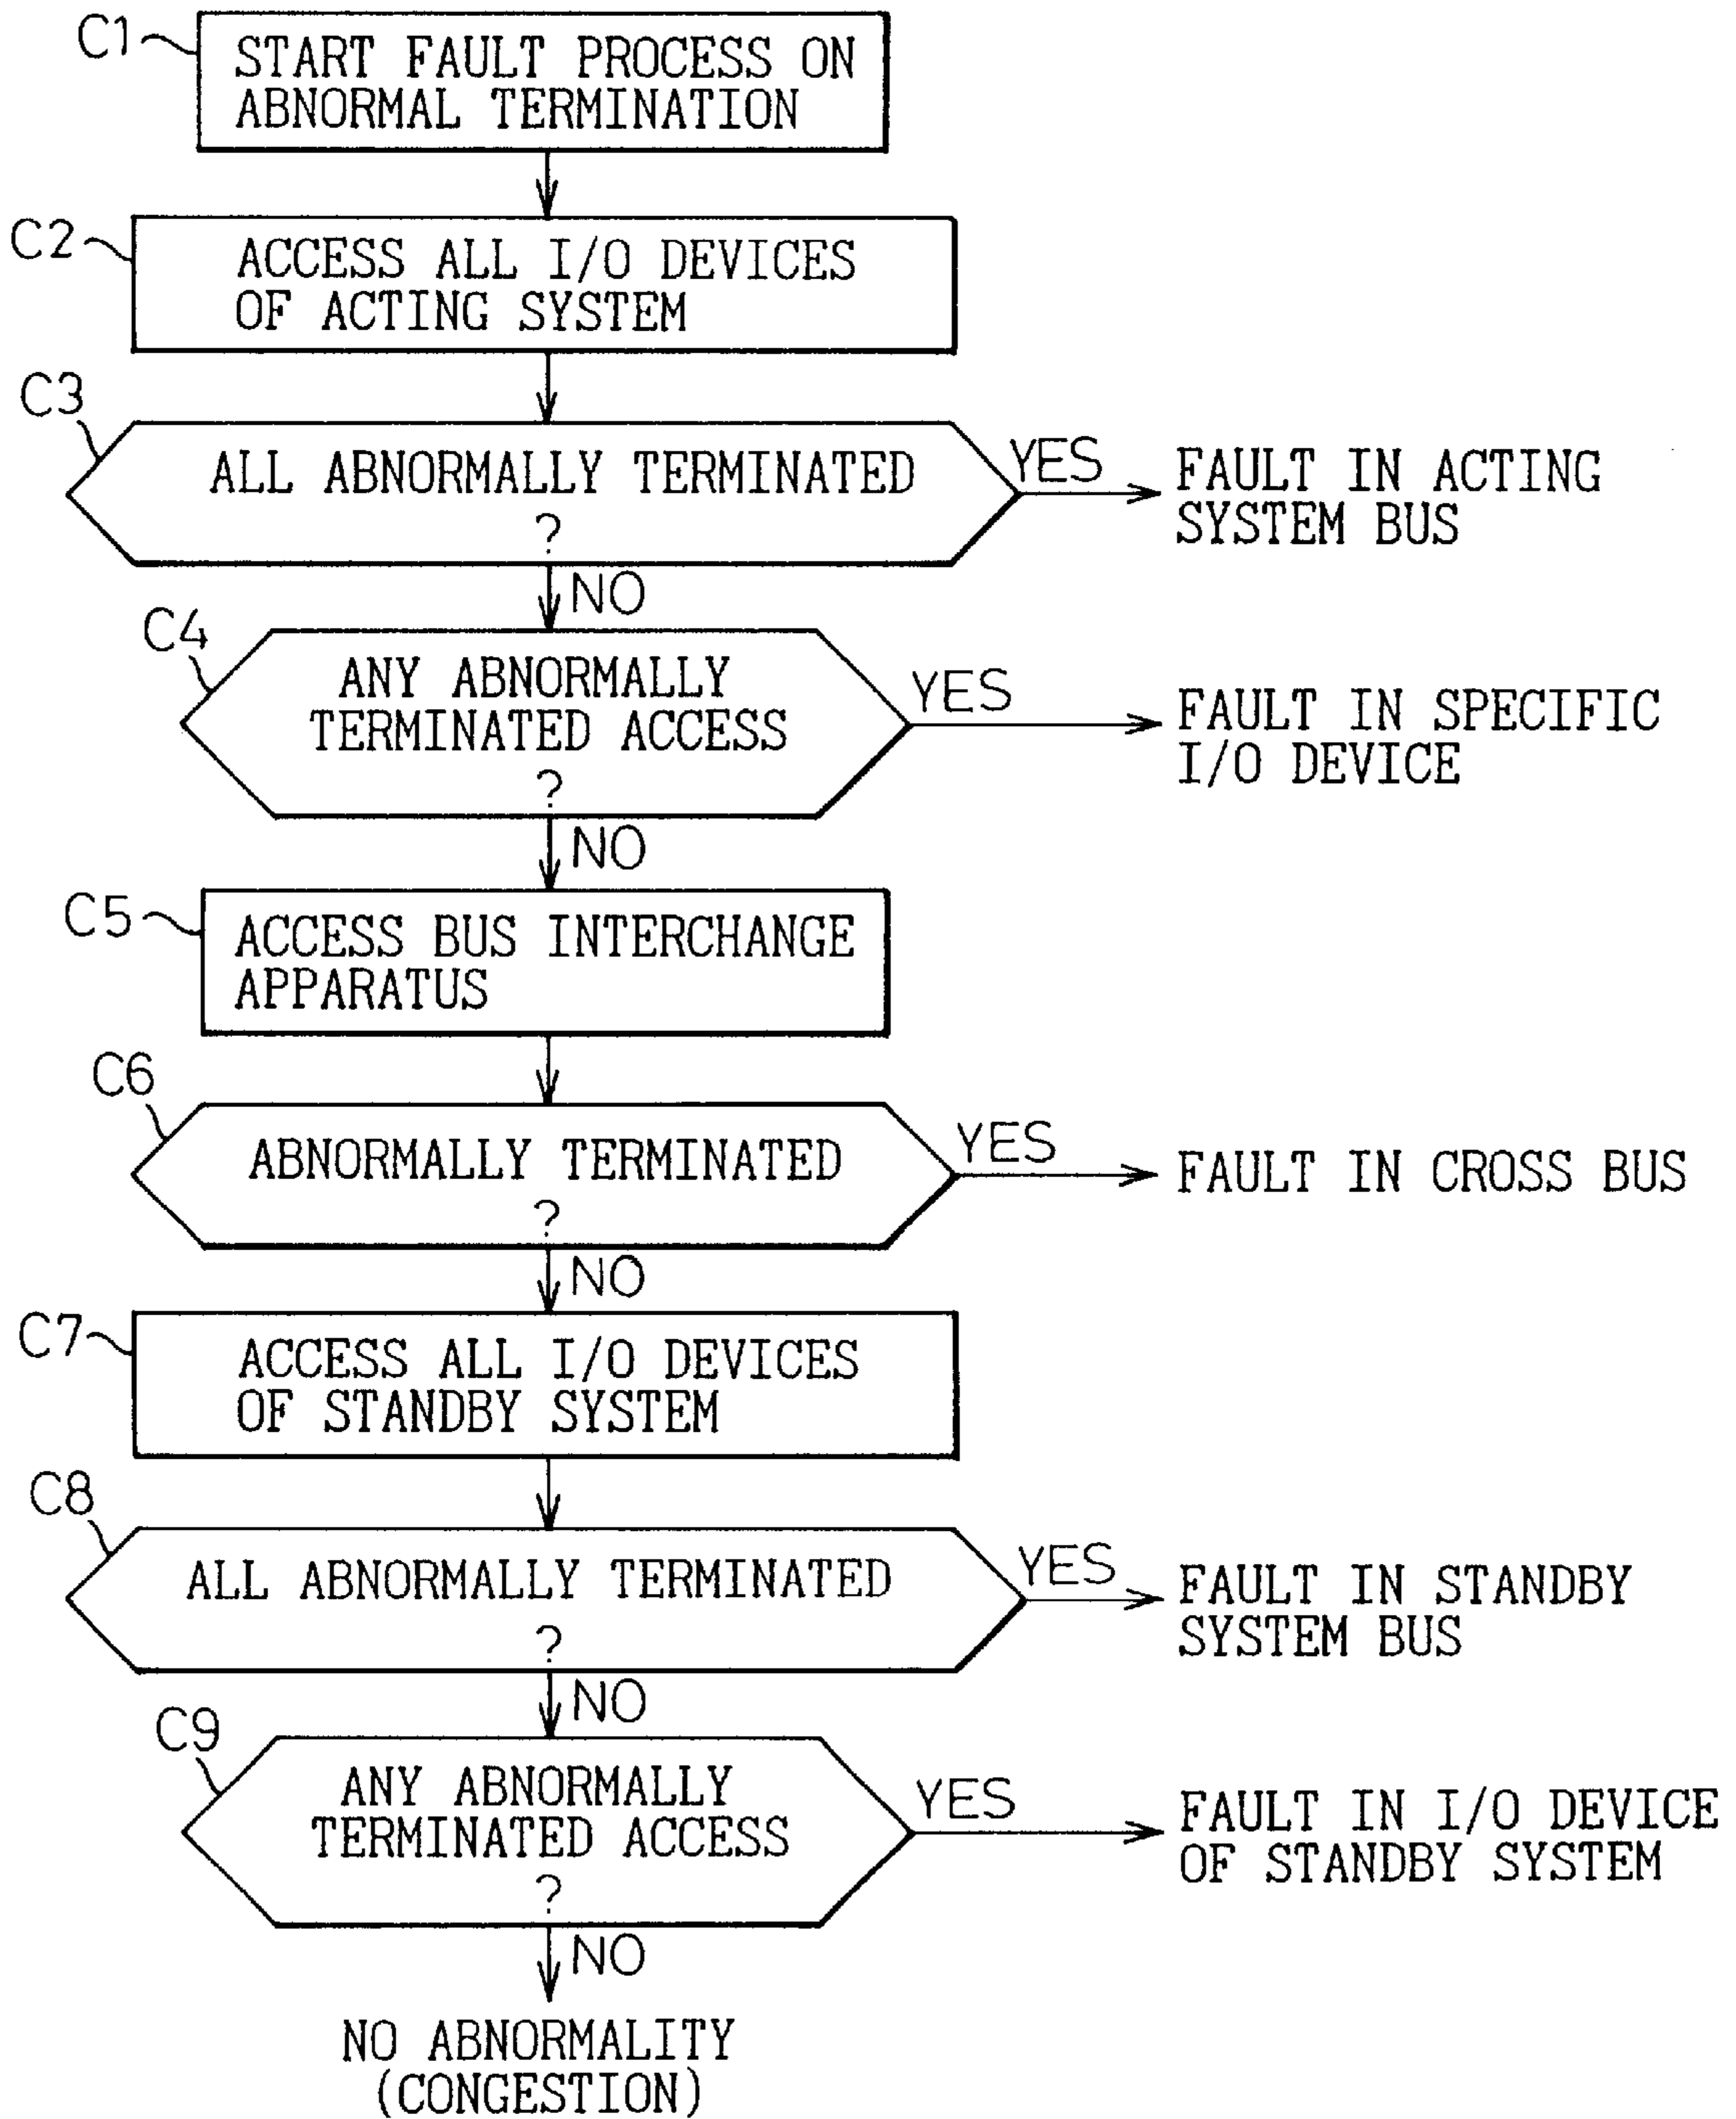 C1
START FAULT PROCESS ON
ABNORMAL TERMINATION
C2
ACCESS ALL I/O DEVICES
OF ACTING SYSTEM
C3
ALL ABNORMALLY TERMINATED
?
YES
FAULT IN ACTING
SYSTEM BUS
NO
C4
ANY ABNORMALLY
TERMINATED ACCESS
?
YES
FAULT IN SPECIFIC
I/O DEVICE
NO
C5
ACCESS BUS INTERCHANGE
APPARATUS
C6
ABNORMALLY TERMINATED
?
YES
FAULT IN CROSS BUS
NO
C7
ACCESS ALL I/O DEVICES
OF STANDBY SYSTEM
C8
ALL ABNORMALLY TERMINATED
?
YES
FAULT IN STANDBY
SYSTEM BUS
NO
C9
ANY ABNORMALLY
TERMINATED ACCESS
?
YES
FAULT IN I/O DEVICE
OF STANDBY SYSTEM
NO
NO ABNORMALITY
(CONGESTION)